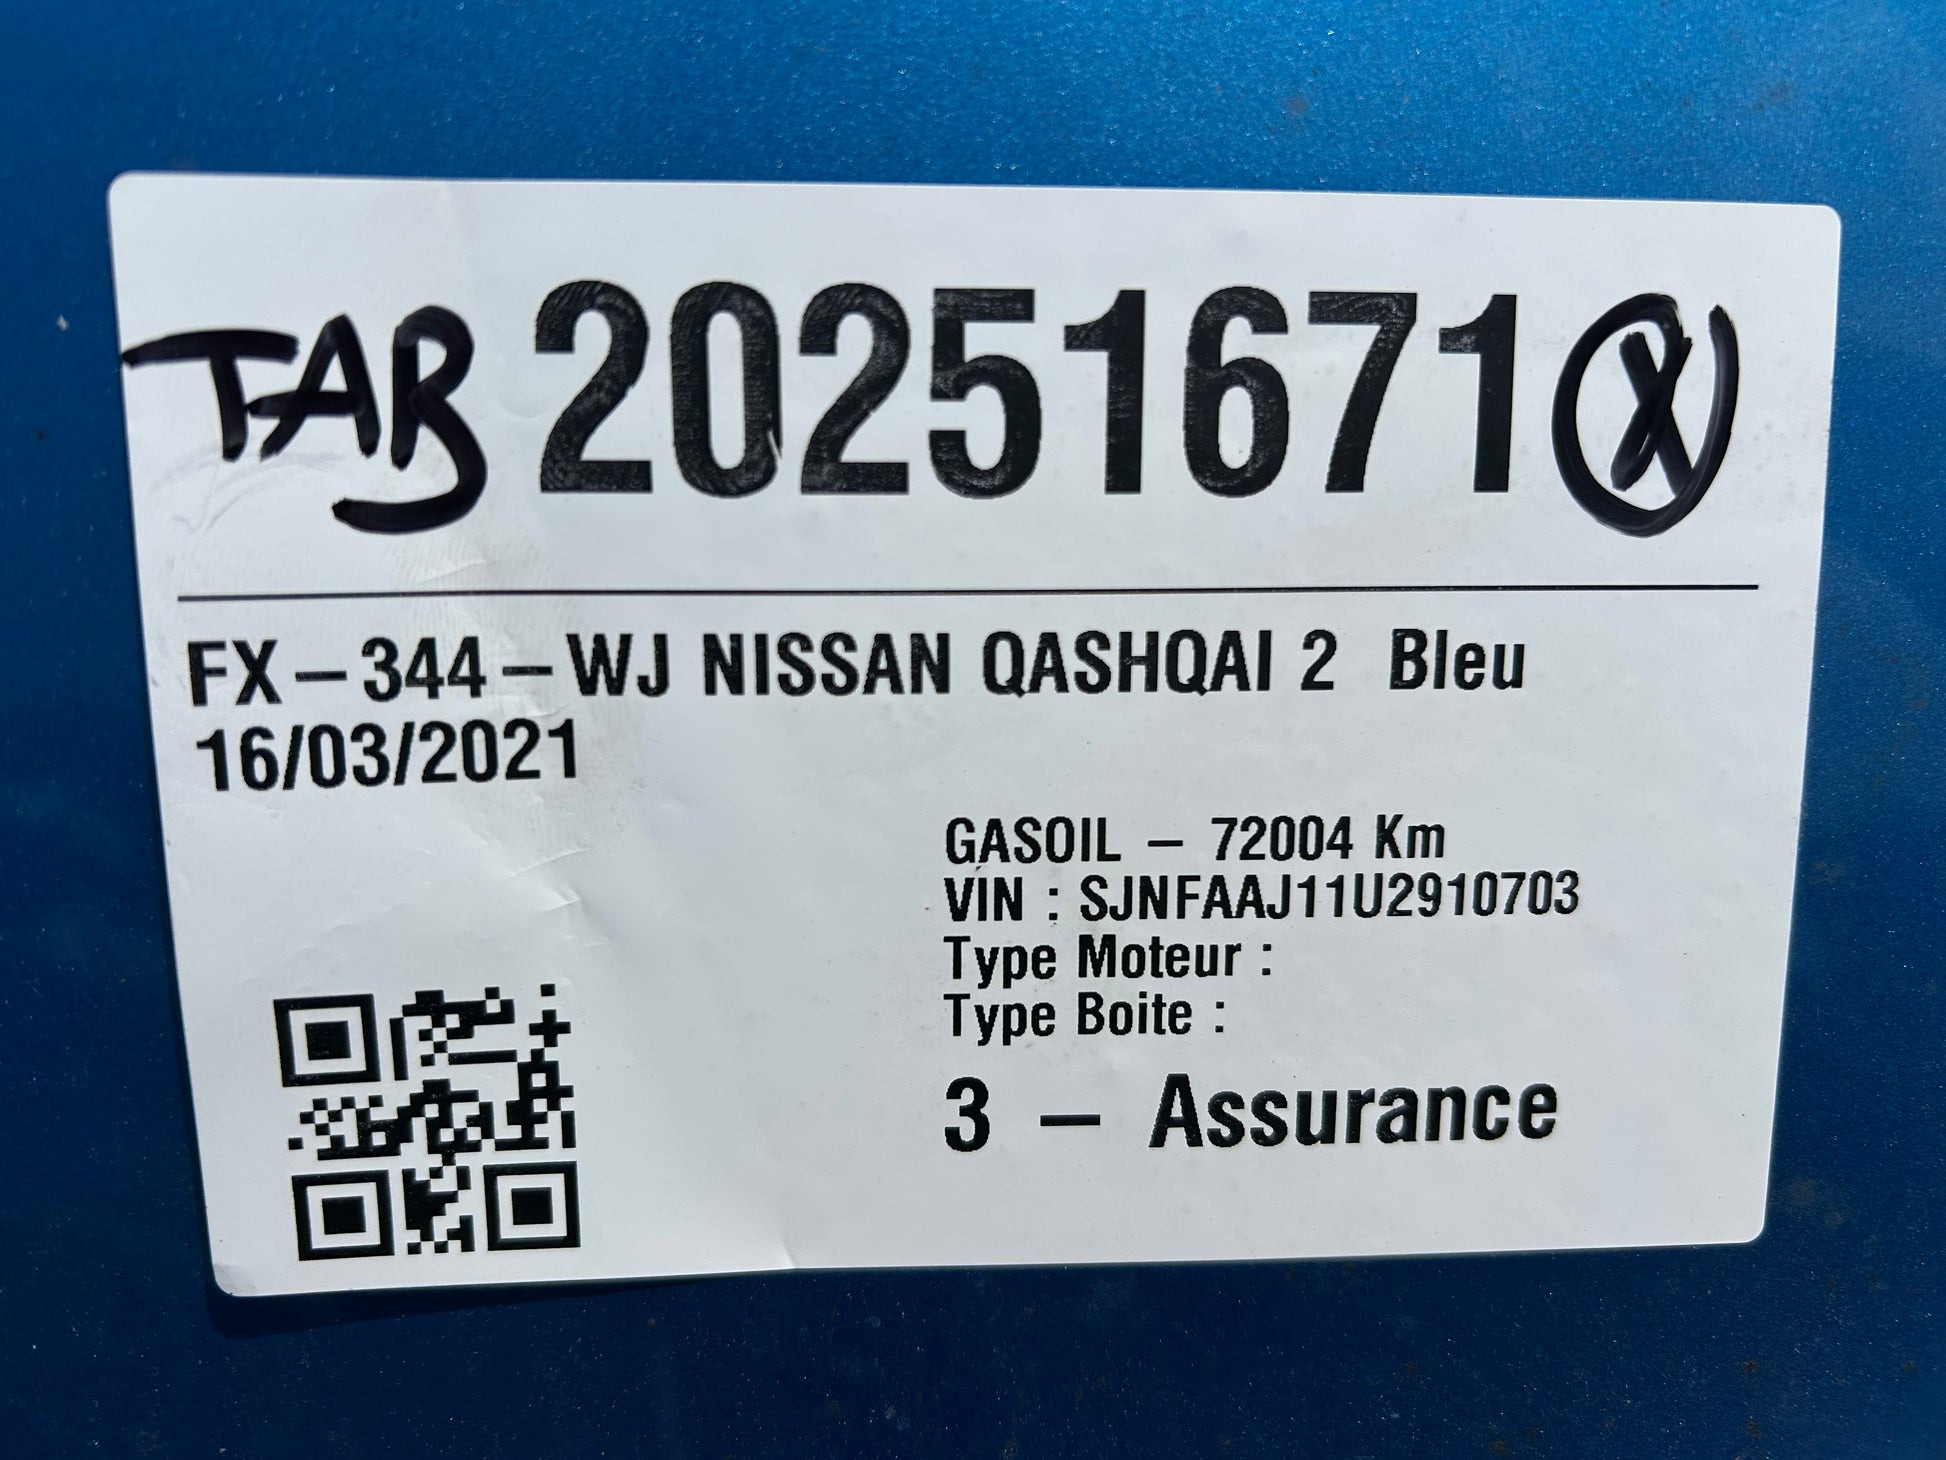 TAB 20251671 X
FX-344-WJ NISSAN QASHQAI 2 Bleu
16/03/2021
GASOIL - 72004 Km
VIN : SJNFAAJ11U2910703
Type Moteur :
Type Boite :
3 - Assurance